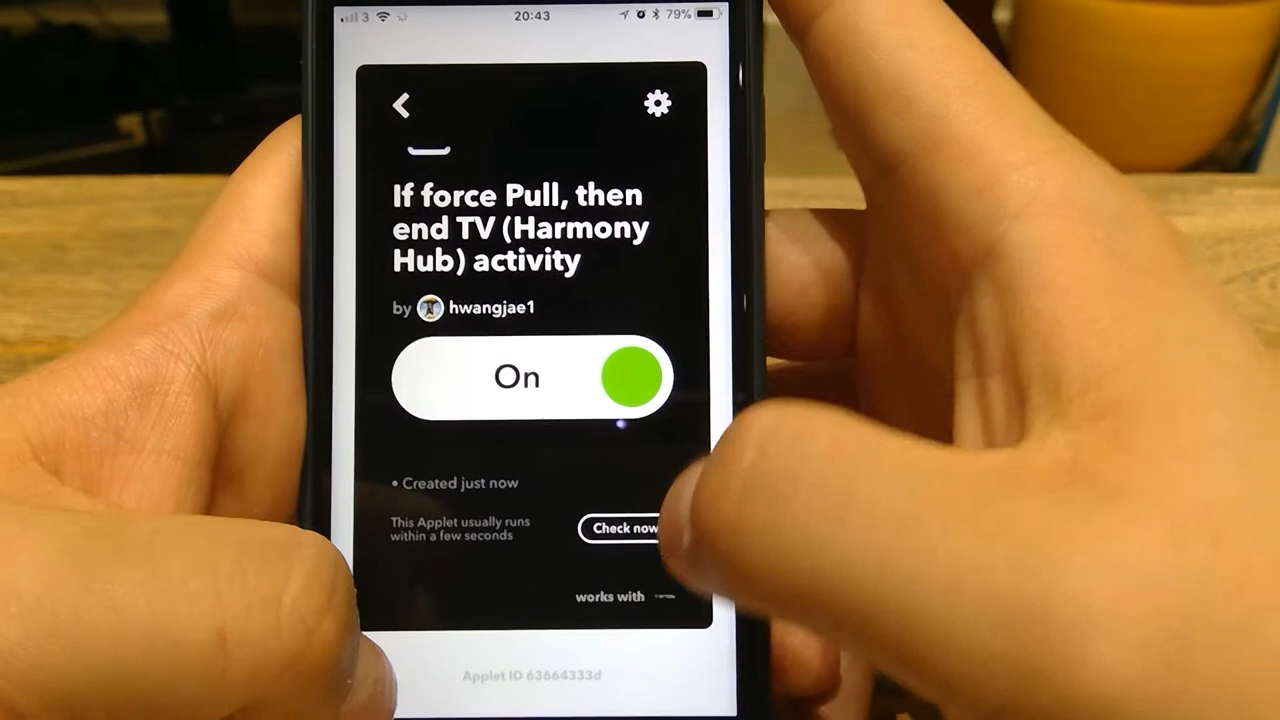 3 20:43 79%
If force Pull, then
end TV (Harmony
Hub) activity
by hwangjae1
On
• Created just now
This Applet usually runs
within a few seconds
Check now
works with
Applet ID 63664333d